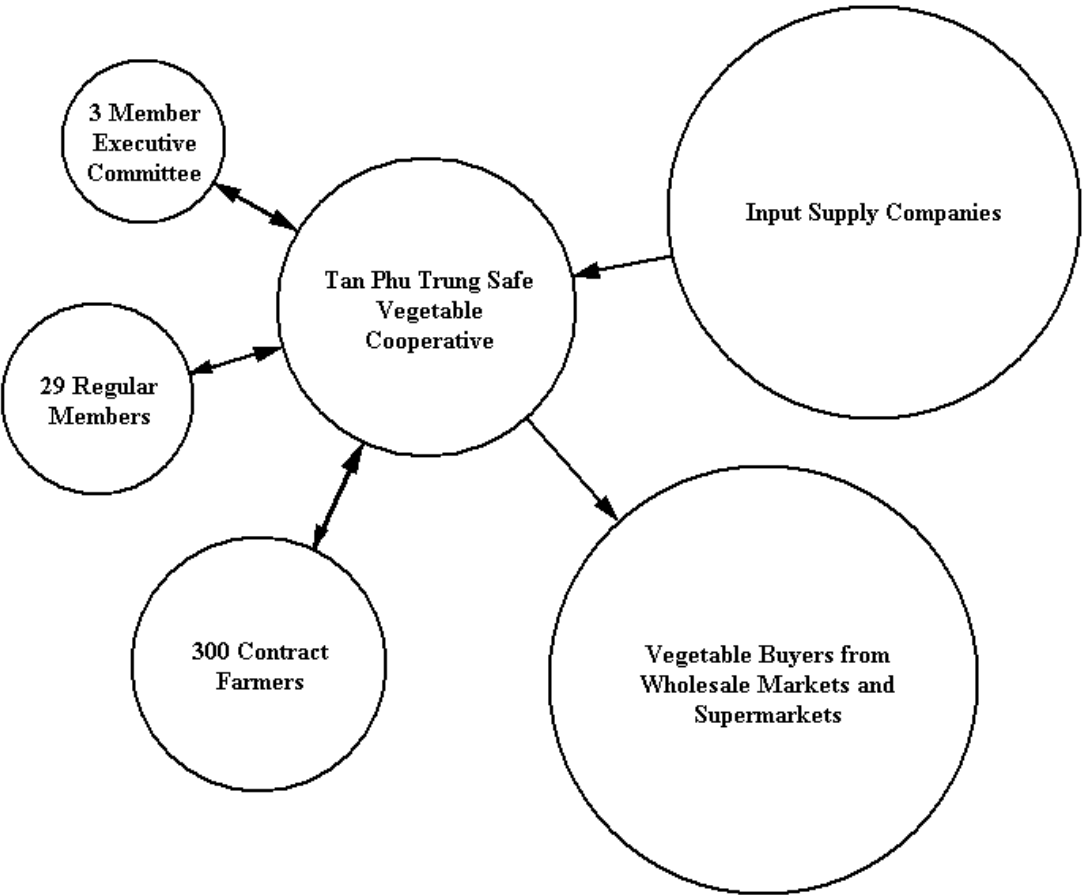 3 Member
Executive
Committee
Input Supply Companies
Tan Phu Trung Safe
Vegetable
Cooperative
29 Regular
Members
300 Contract
Farmers
Vegetable Buyers from
Wholesale Markets and
Supermarkets